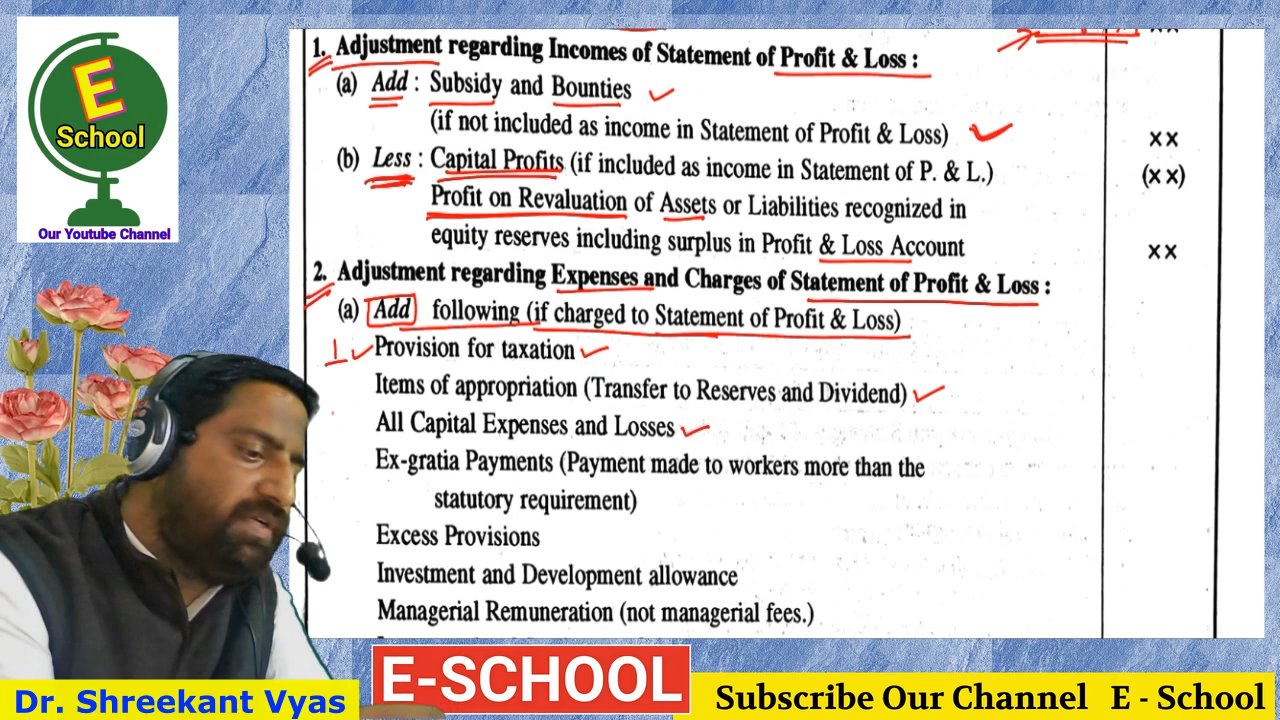 E
School
Our Youtube Channel
1. Adjustment regarding Incomes of Statement of Profit & Loss :
(a) Add : Subsidy and Bounties
(if not included as income in Statement of Profit & Loss) x x
(b) Less : Capital Profits (if included as income in Statement of P. & L.) (x x)
Profit on Revaluation of Assets or Liabilities recognized in
equity reserves including surplus in Profit & Loss Account x x
2. Adjustment regarding Expenses and Charges of Statement of Profit & Loss :
(a) Add following (if charged to Statement of Profit & Loss)
1 Provision for taxation
Items of appropriation (Transfer to Reserves and Dividend)
All Capital Expenses and Losses
Ex-gratia Payments (Payment made to workers more than the
statutory requirement)
Excess Provisions
Investment and Development allowance
Managerial Remuneration (not managerial fees.)
E-SCHOOL
Dr. Shreekant Vyas
Subscribe Our Channel E - School